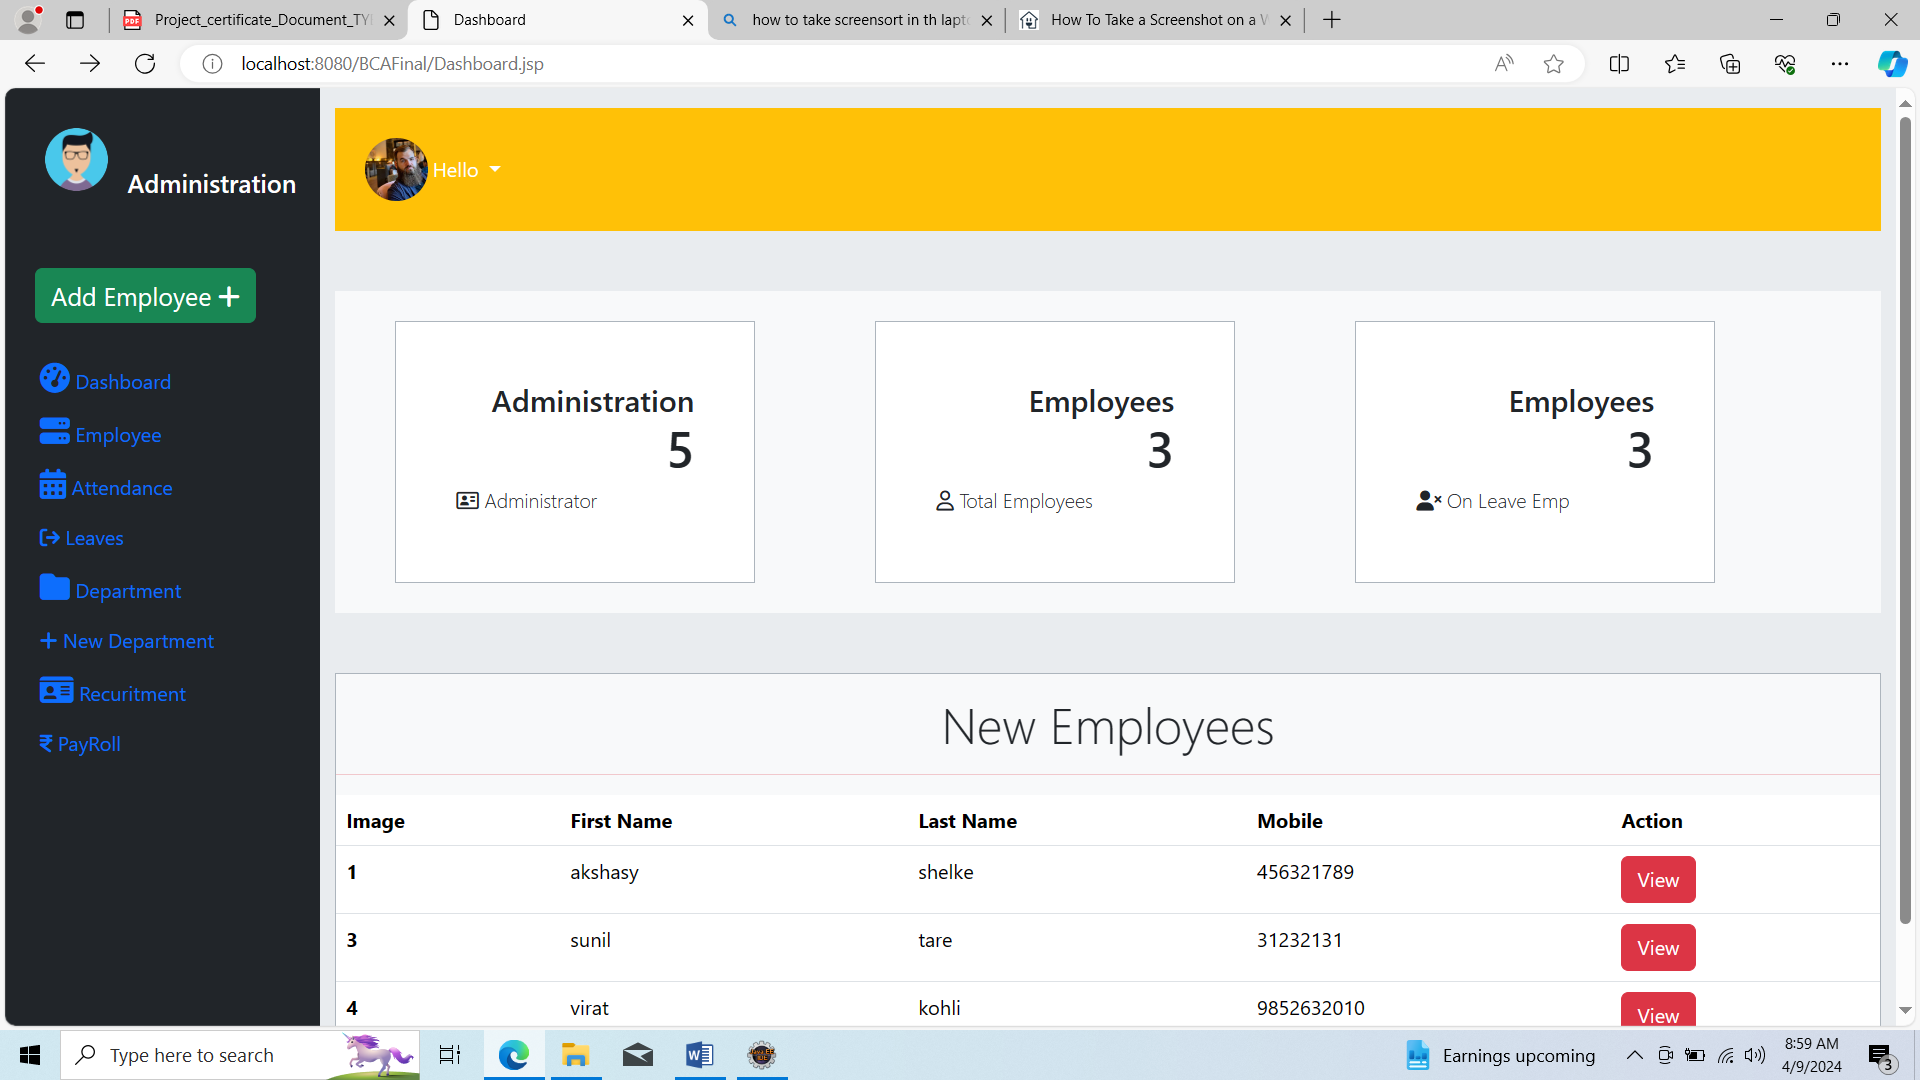 Project_certificate_Document_TY
Dashboard
how to take screensort in th lapt
How To Take a Screenshot on a W
localhost:8080/BCAFinal/Dashboard.jsp
Administration
Hello
Add Employee +
Dashboard
Employee
Attendance
Leaves
Department
+ New Department
Recuritment
₹ PayRoll
Administration
5
Administrator
Employees
3
Total Employees
Employees
3
On Leave Emp
New Employees
Image First Name Last Name Mobile Action
1 akshasy shelke 456321789 View
3 sunil tare 31232131 View
4 virat kohli 9852632010 View
Type here to search
Earnings upcoming
8:59 AM
4/9/2024
3